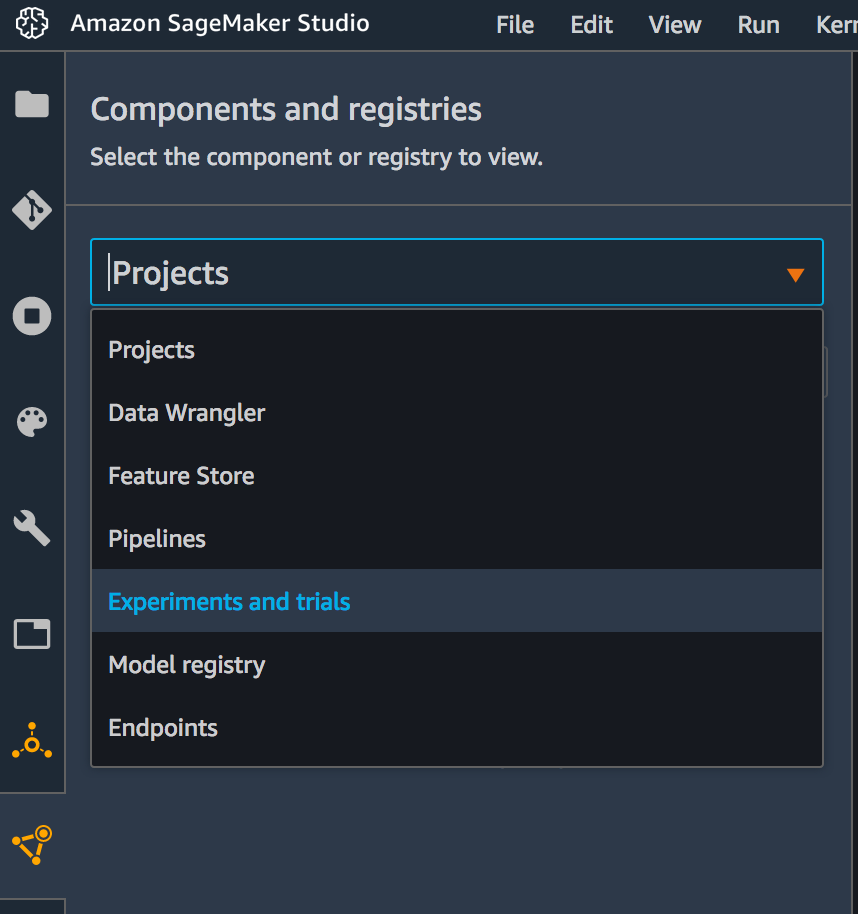 Amazon SageMaker Studio File Edit View Run Kern
Components and registries
Select the component or registry to view.
Projects
Projects
Data Wrangler
Feature Store
Pipelines
Experiments and trials
Model registry
Endpoints